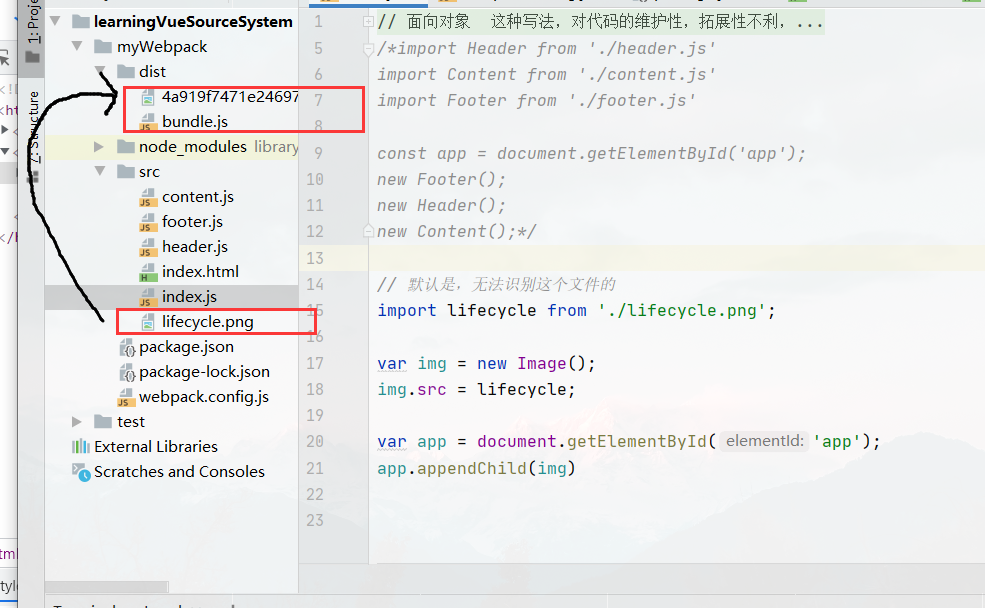 1: Proje
7: Structure
learningVueSourceSystem
myWebpack
dist
4a919f7471e24697
bundle.js
node_modules library
src
content.js
footer.js
header.js
index.html
index.js
lifecycle.png
package.json
package-lock.json
webpack.config.js
test
External Libraries
Scratches and Consoles
1 // 面向对象 这种写法，对代码的维护性，拓展性不利，...
5 /*import Header from './header.js'
6 import Content from './content.js'
7 import Footer from './footer.js'
8
9 const app = document.getElementById('app');
10 new Footer();
11 new Header();
12 new Content();*/
13
14 // 默认是，无法识别这个文件的
15 import lifecycle from './lifecycle.png';
16
17 var img = new Image();
18 img.src = lifecycle;
19
20 var app = document.getElementById( elementId: 'app');
21 app.appendChild(img)
22
23